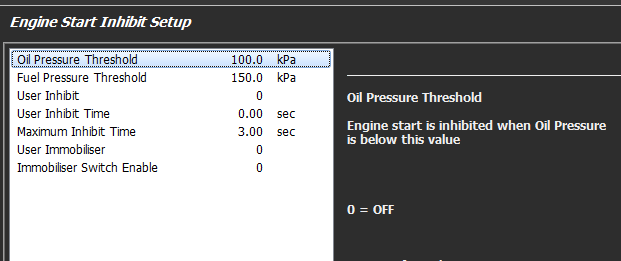 Engine Start Inhibit Setup
Oil Pressure Threshold 100.0 kPa
Fuel Pressure Threshold 150.0 kPa
User Inhibit 0
User Inhibit Time 0.00 sec
Maximum Inhibit Time 3.00 sec
User Immobiliser 0
Immobiliser Switch Enable 0
Oil Pressure Threshold
Engine start is inhibited when Oil Pressure
is below this value
0 = OFF